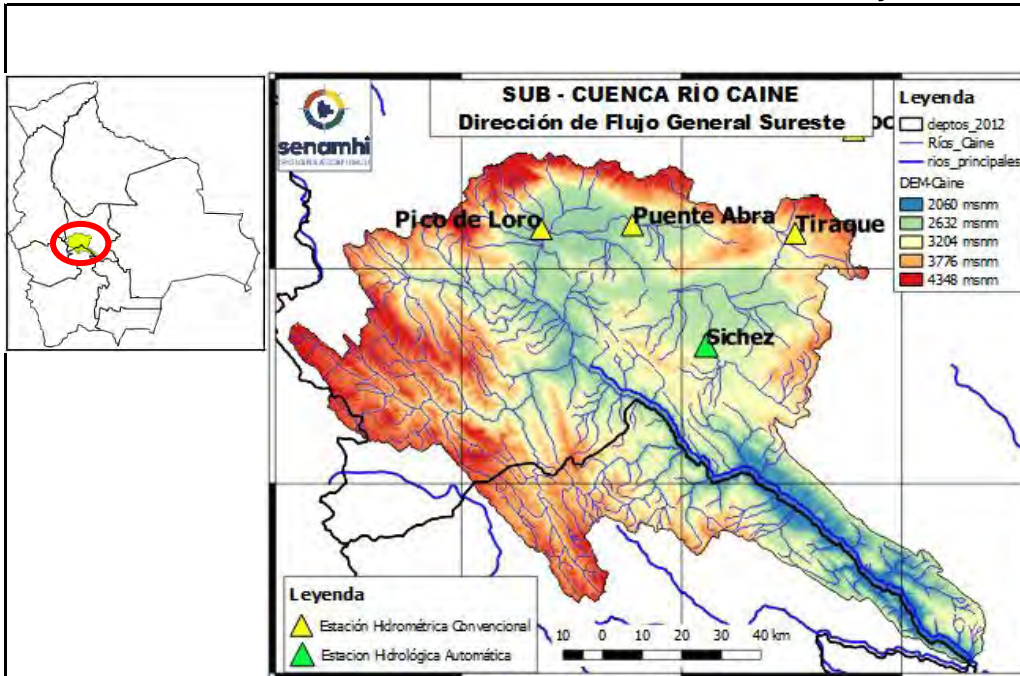 SUB - CUENCA RÍO CAINE
Dirección de Flujo General Sureste
senamhi
Leyenda
deptos_2012
Ríos_Caine
rios_principales
DEM-Caine
2060 msnm
2632 msnm
3204 msnm
3776 msnm
4348 msnm
Pico de Loro
Puente Abra
Tiraque
Sichez
Leyenda
Estación Hidrométrica Convencional
Estacion Hidrológica Automática
10 0 10 20 30 40 km